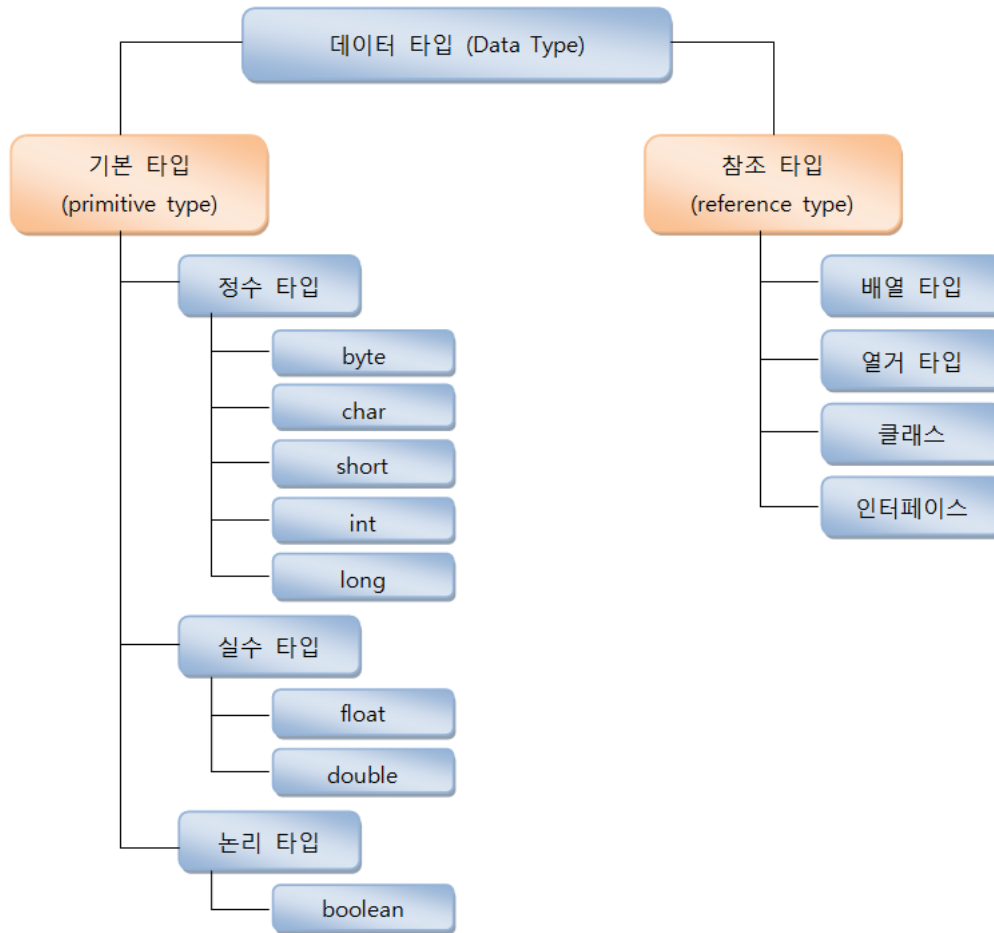 데이터 타입 (Data Type)
기본 타입
(primitive type)
정수 타입
byte
char
short
int
long
실수 타입
float
double
논리 타입
boolean
참조 타입
(reference type)
배열 타입
열거 타입
클래스
인터페이스